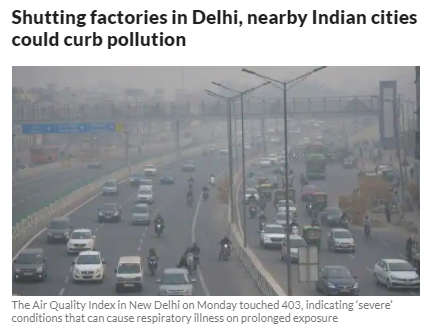 Shutting factories in Delhi, nearby Indian cities
could curb pollution
The Air Quality Index in New Delhi on Monday touched 403, indicating ‘severe’
conditions that can cause respiratory illness on prolonged exposure